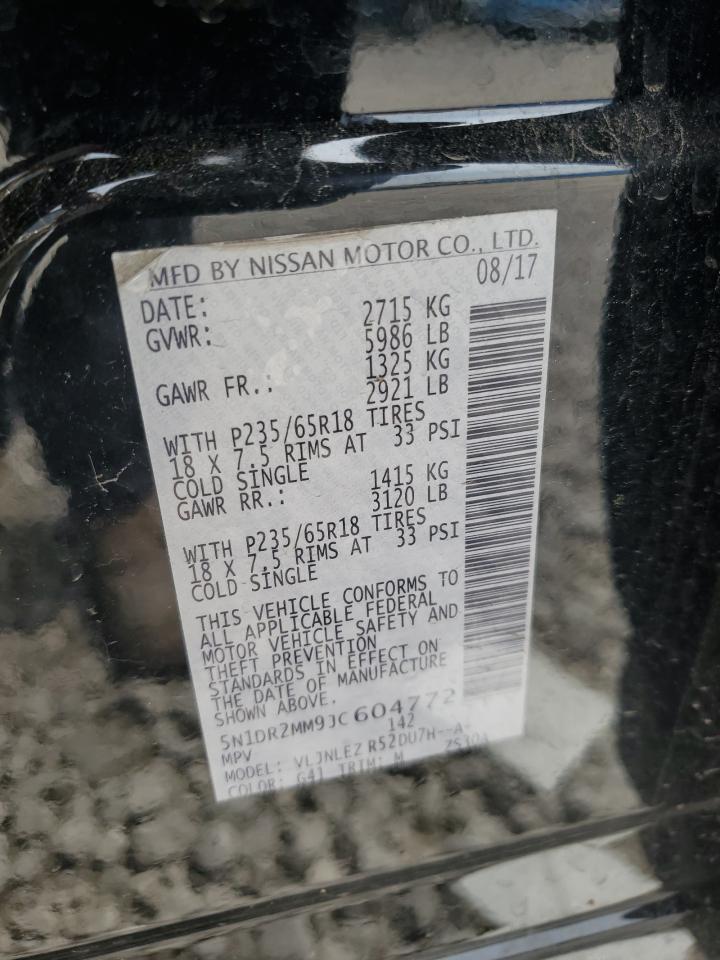 MFD BY NISSAN MOTOR CO., LTD.
DATE: 08/17
GVWR: 2715 KG
5986 LB
GAWR FR.: 1325 KG
2921 LB
WITH P235/65R18 TIRES
18 X 7.5 RIMS AT 33 PSI
COLD SINGLE
GAWR RR.: 1415 KG
3120 LB
WITH P235/65R18 TIRES
18 X 7.5 RIMS AT 33 PSI
COLD SINGLE
THIS VEHICLE CONFORMS TO
ALL APPLICABLE FEDERAL
MOTOR VEHICLE SAFETY AND
THEFT PREVENTION
STANDARDS IN EFFECT ON
THE DATE OF MANUFACTURE
SHOWN ABOVE.
5N1DR2MM9JC604772
MPV 142
MODEL: VLJNLEZ R52DU7H--A-
COLOR: G41 TRIM: M ZS30A